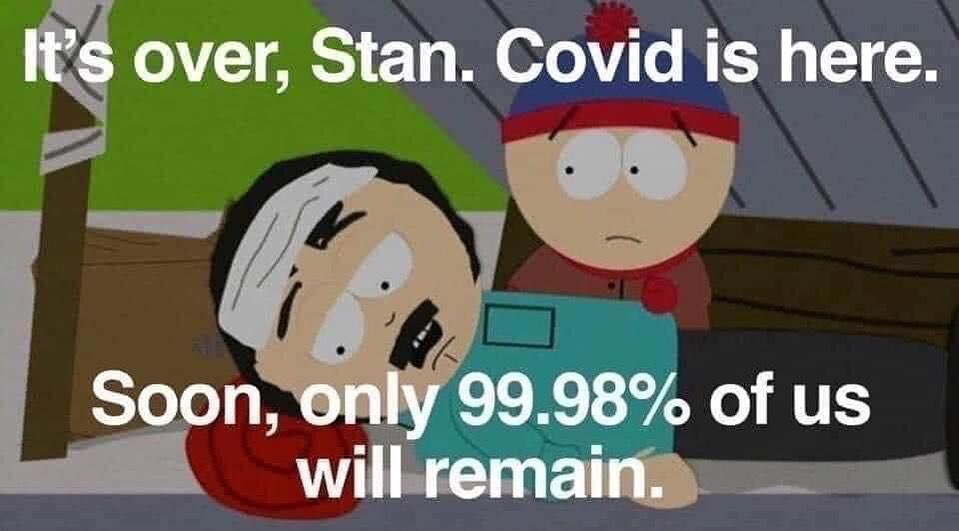 It's over, Stan. Covid is here.
Soon, only 99.98% of us
will remain.